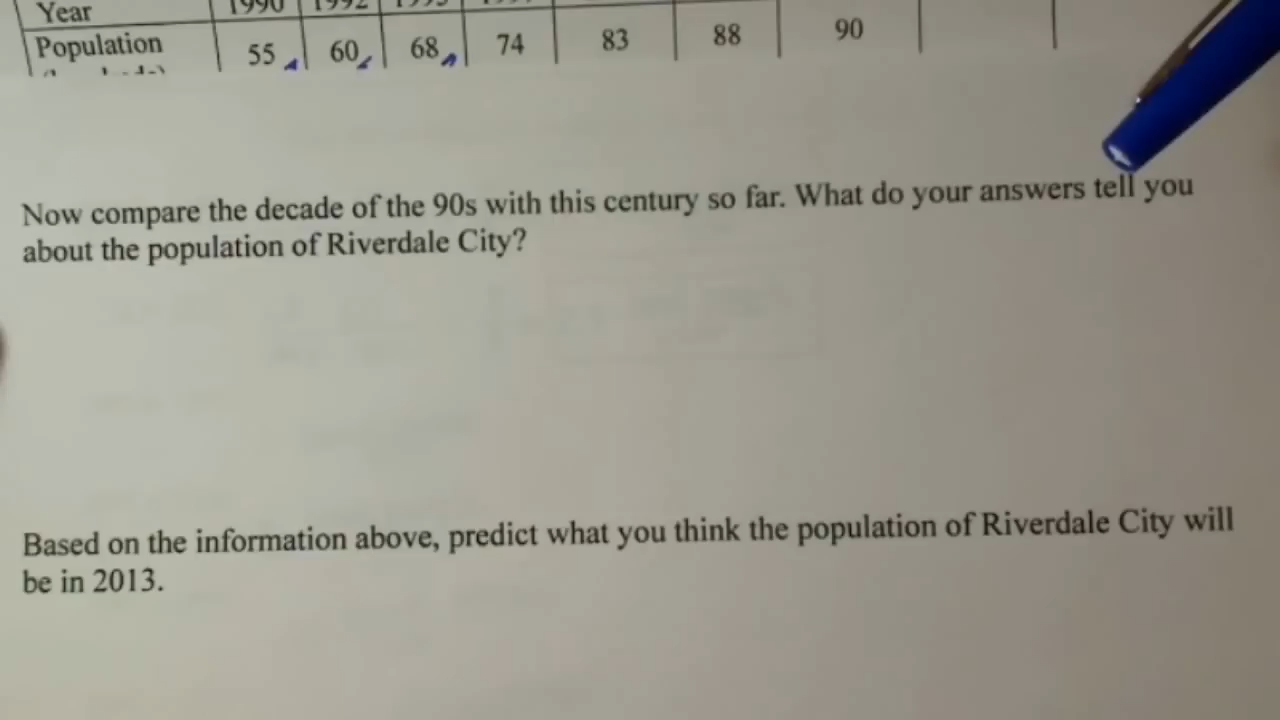 Year 1990 1992
Population 55 60 68 74 83 88 90
Now compare the decade of the 90s with this century so far. What do your answers tell you
about the population of Riverdale City?
Based on the information above, predict what you think the population of Riverdale City will
be in 2013.